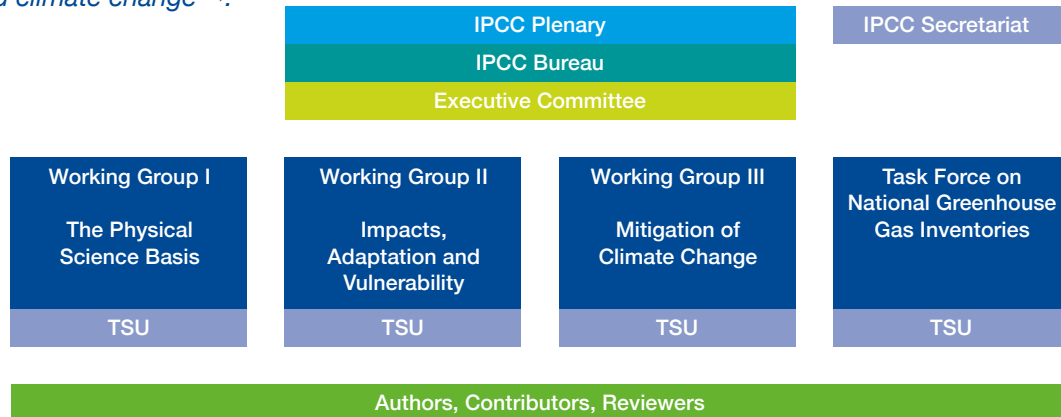 climate change
IPCC Plenary
IPCC Secretariat
IPCC Bureau
Executive Committee
Working Group I
The Physical
Science Basis
TSU
Working Group II
Impacts,
Adaptation and
Vulnerability
TSU
Working Group III
Mitigation of
Climate Change
TSU
Task Force on
National Greenhouse
Gas Inventories
TSU
Authors, Contributors, Reviewers